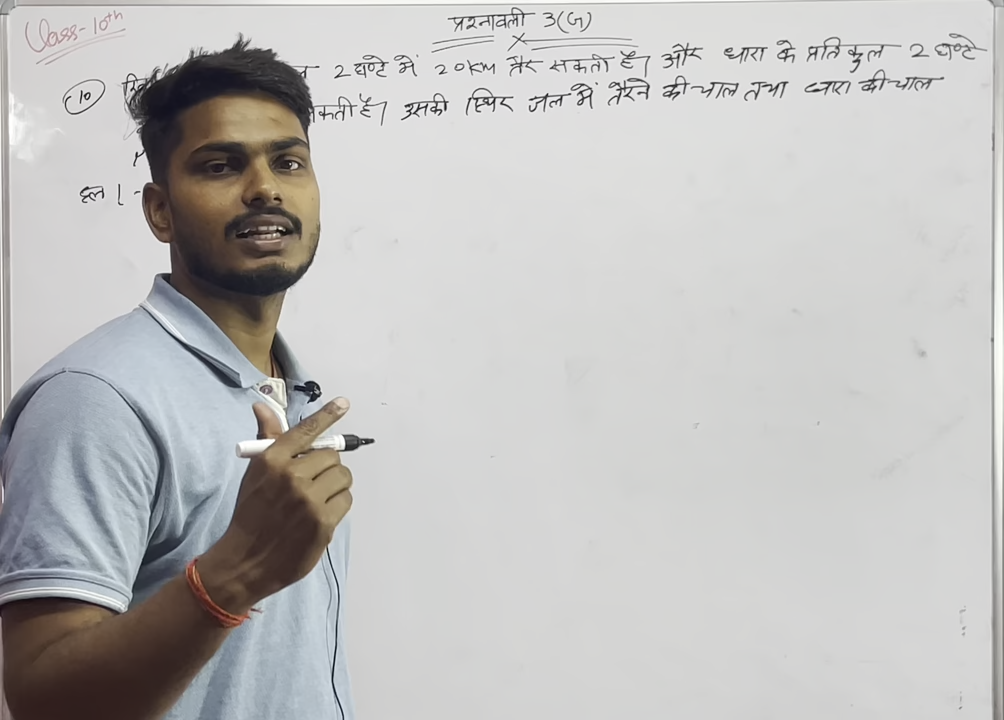 Class-10th
प्रश्नावली 3(G)
(10) 2 घण्टे में 20km तैर सकती है। और धारा के प्रतिकुल 2 घण्टे
सकती है। उसकी स्थिर जल में तैरने की चाल तथा धारा की चाल
हल।-